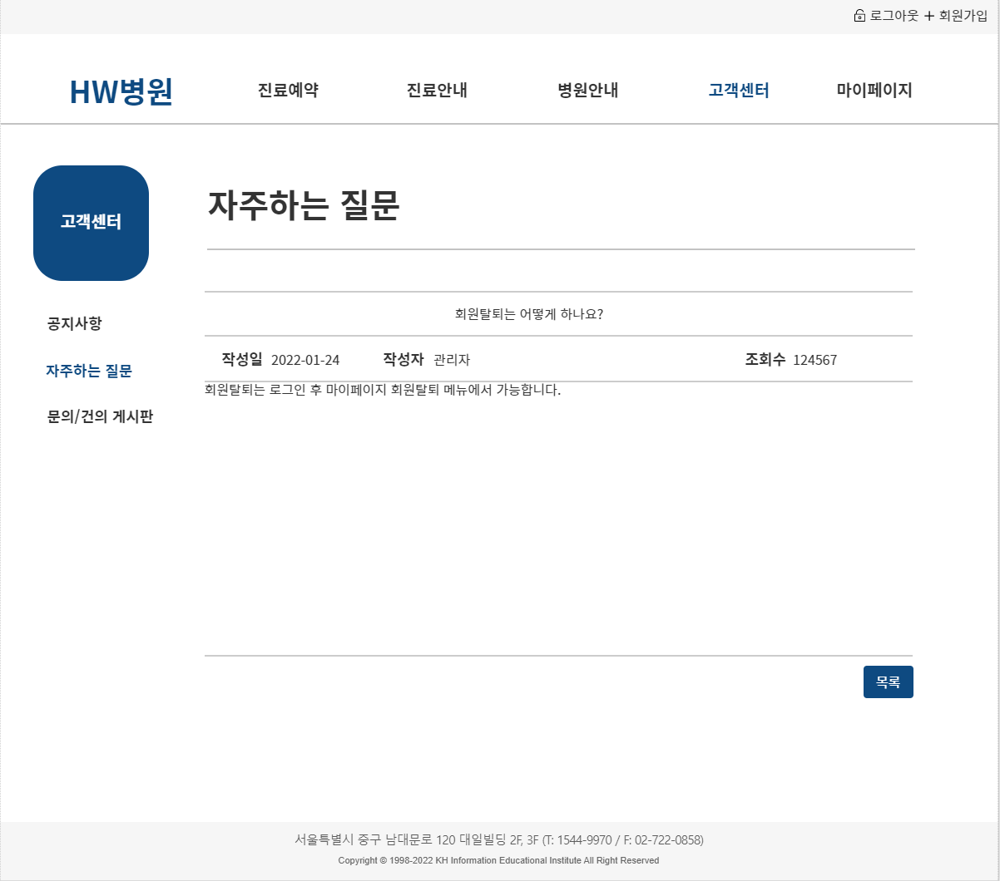 로그아웃 + 회원가입
HW병원 진료예약 진료안내 병원안내 고객센터 마이페이지
고객센터
공지사항
자주하는 질문
문의/건의 게시판
자주하는 질문
회원탈퇴는 어떻게 하나요?
작성일 2022-01-24 작성자 관리자 조회수 124567
회원탈퇴는 로그인 후 마이페이지 회원탈퇴 메뉴에서 가능합니다.
목록
서울특별시 중구 남대문로 120 대일빌딩 2F, 3F (T: 1544-9970 / F: 02-722-0858)
Copyright © 1998-2022 KH Information Educational Institute All Right Reserved